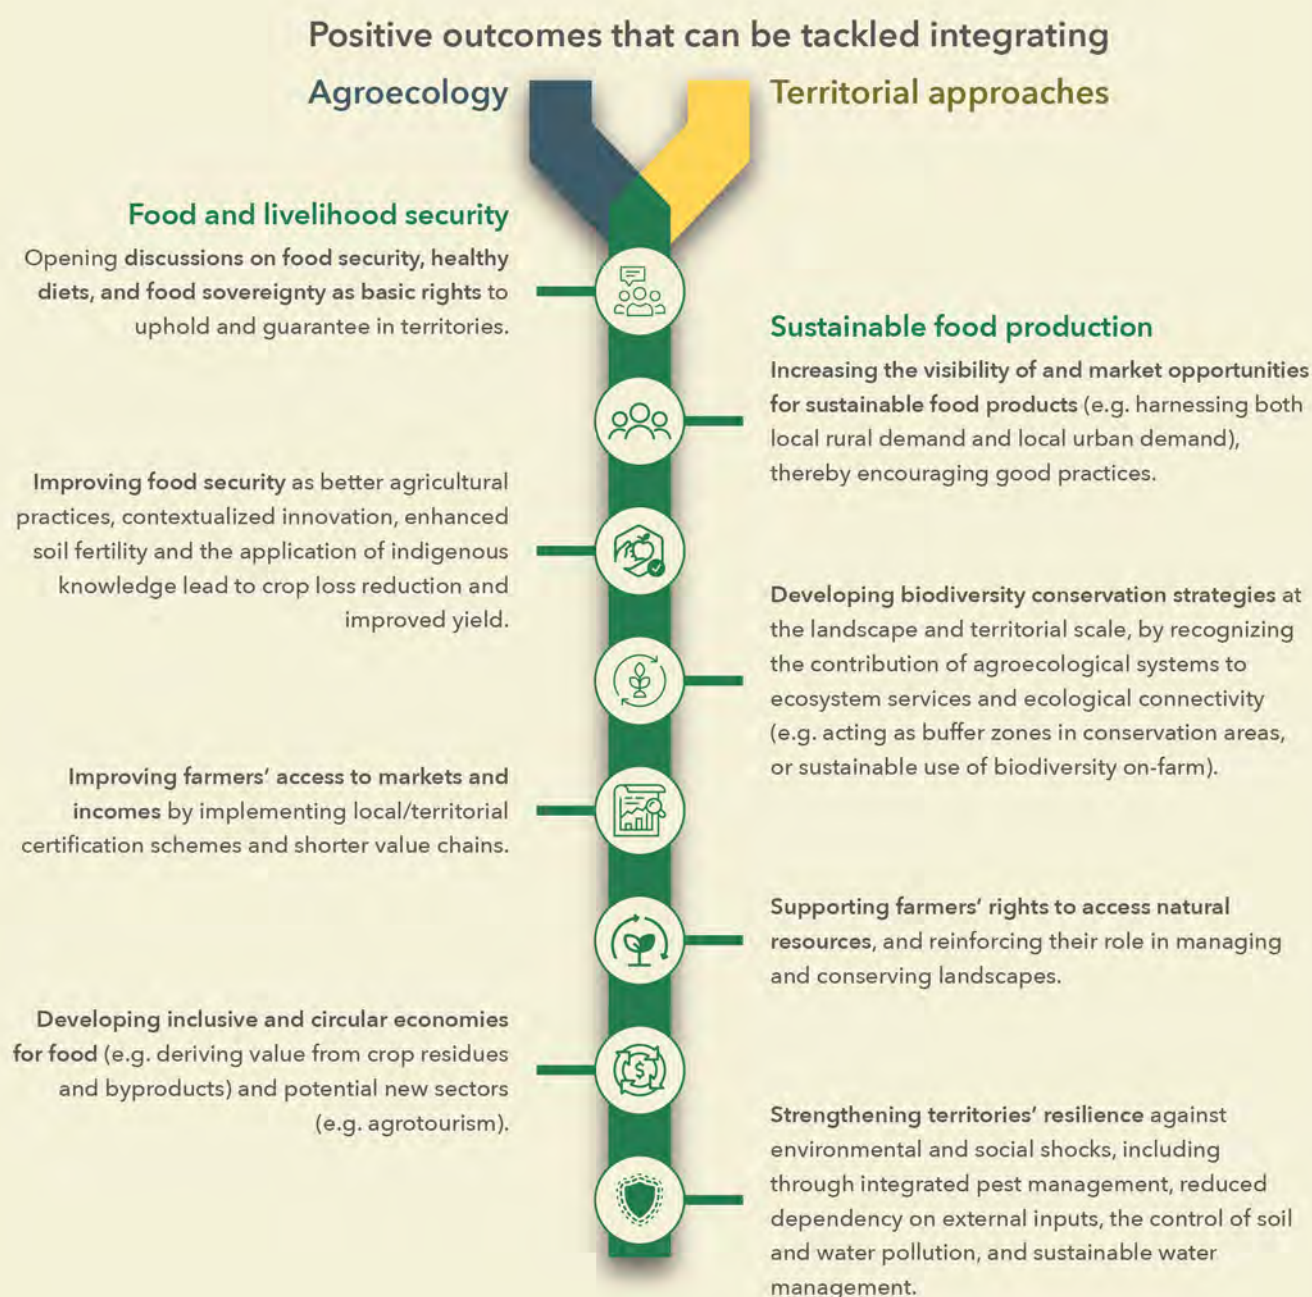 Positive outcomes that can be tackled integrating
Agroecology
Territorial approaches
Food and livelihood security
Opening discussions on food security, healthy
diets, and food sovereignty as basic rights to
uphold and guarantee in territories.
Sustainable food production
Increasing the visibility of and market opportunities
for sustainable food products (e.g. harnessing both
local rural demand and local urban demand),
thereby encouraging good practices.
Improving food security as better agricultural
practices, contextualized innovation, enhanced
soil fertility and the application of indigenous
knowledge lead to crop loss reduction and
improved yield.
Developing biodiversity conservation strategies at
the landscape and territorial scale, by recognizing
the contribution of agroecological systems to
ecosystem services and ecological connectivity
(e.g. acting as buffer zones in conservation areas,
or sustainable use of biodiversity on-farm).
Improving farmers' access to markets and
incomes by implementing local/territorial
certification schemes and shorter value chains.
Supporting farmers' rights to access natural
resources, and reinforcing their role in managing
and conserving landscapes.
Developing inclusive and circular economies
for food (e.g. deriving value from crop residues
and byproducts) and potential new sectors
(e.g. agrotourism).
$
Strengthening territories' resilience against
environmental and social shocks, including
through integrated pest management, reduced
dependency on external inputs, the control of soil
and water pollution, and sustainable water
management.